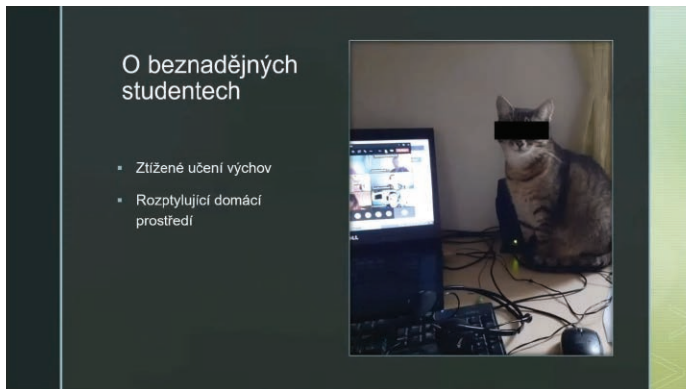 O beznadějných
studentech
Ztížené učení výchov
Rozptylující domácí
prostředí